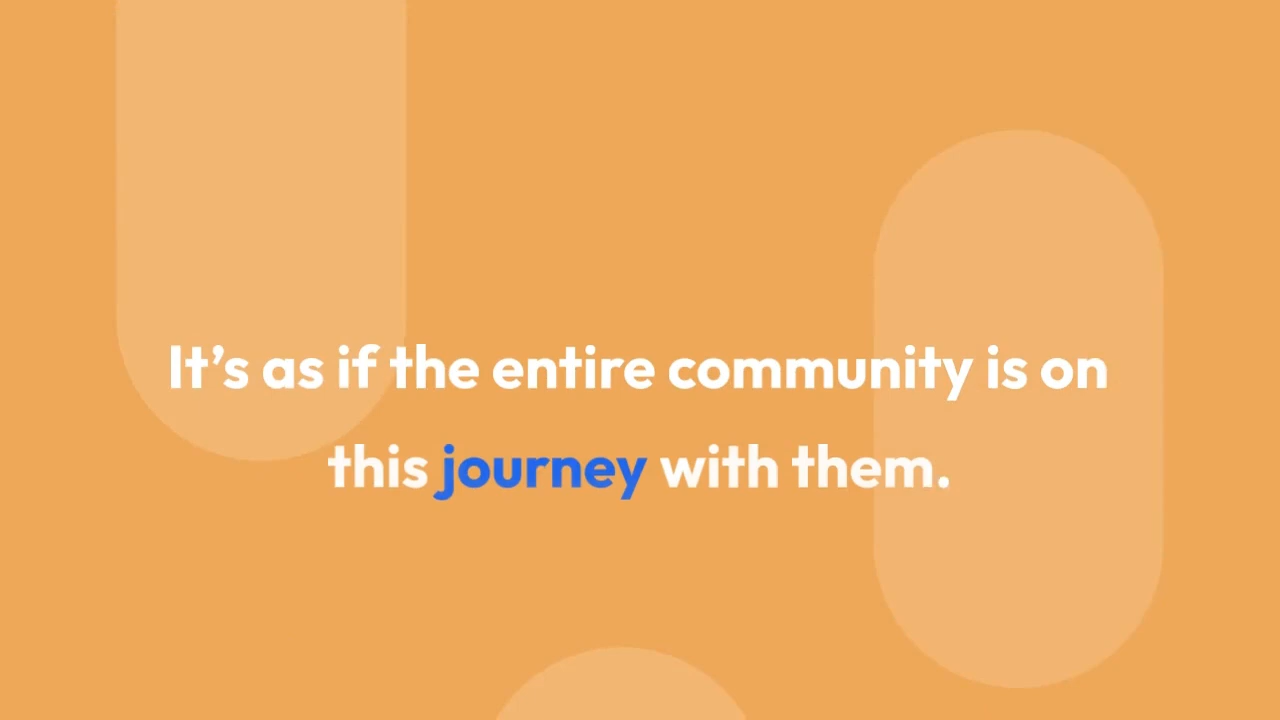 It’s as if the entire community is on
this journey with them.